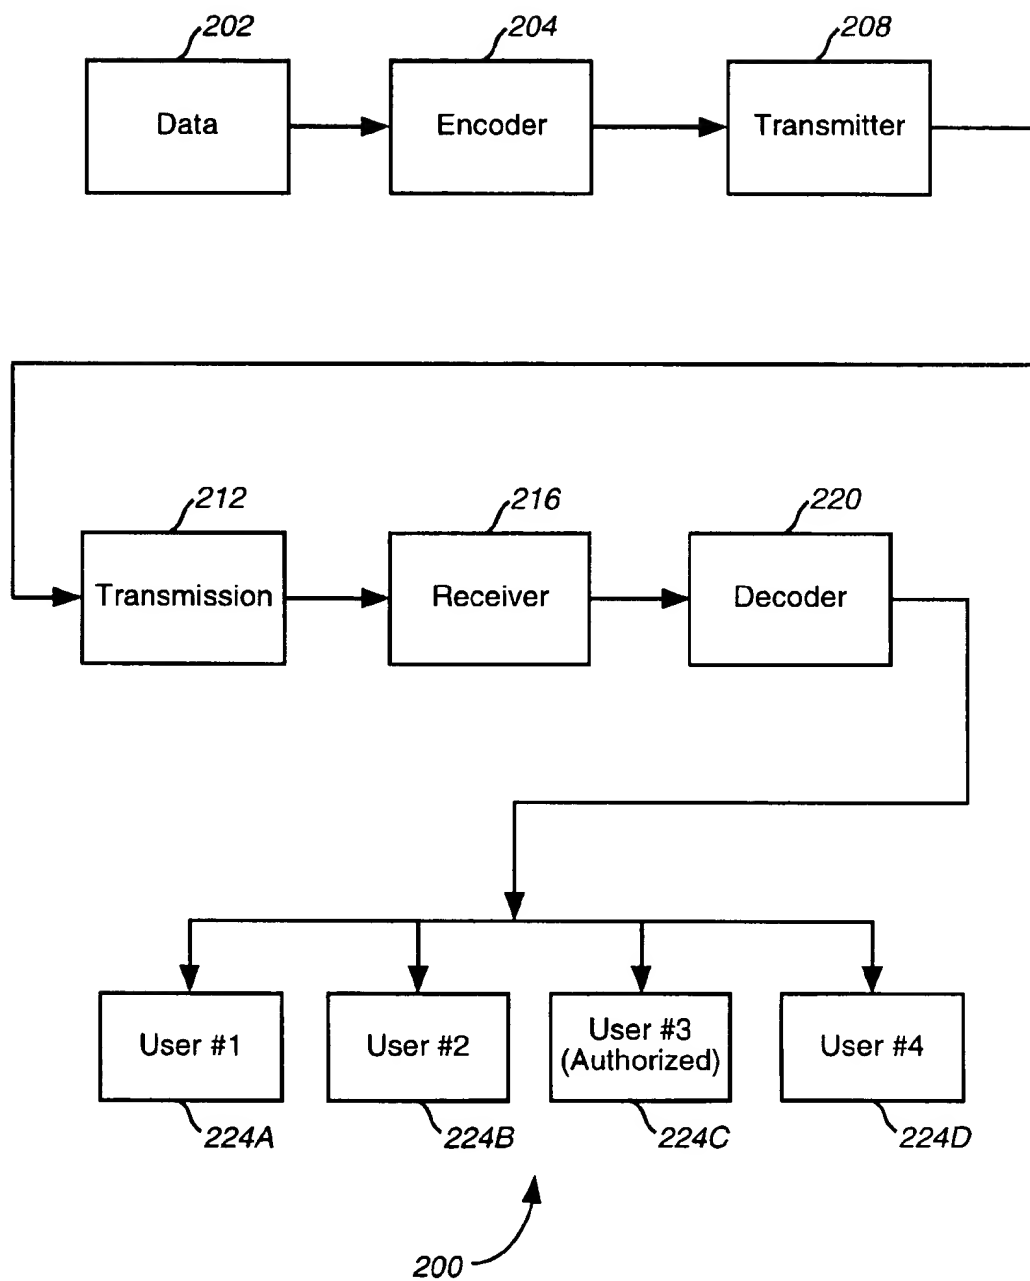 202
204
208
Data
Encoder
Transmitter
212
216
220
Transmission
Receiver
Decoder
User #1
User #2
User #3
(Authorized)
User #4
224A
224B
224C
224D
200